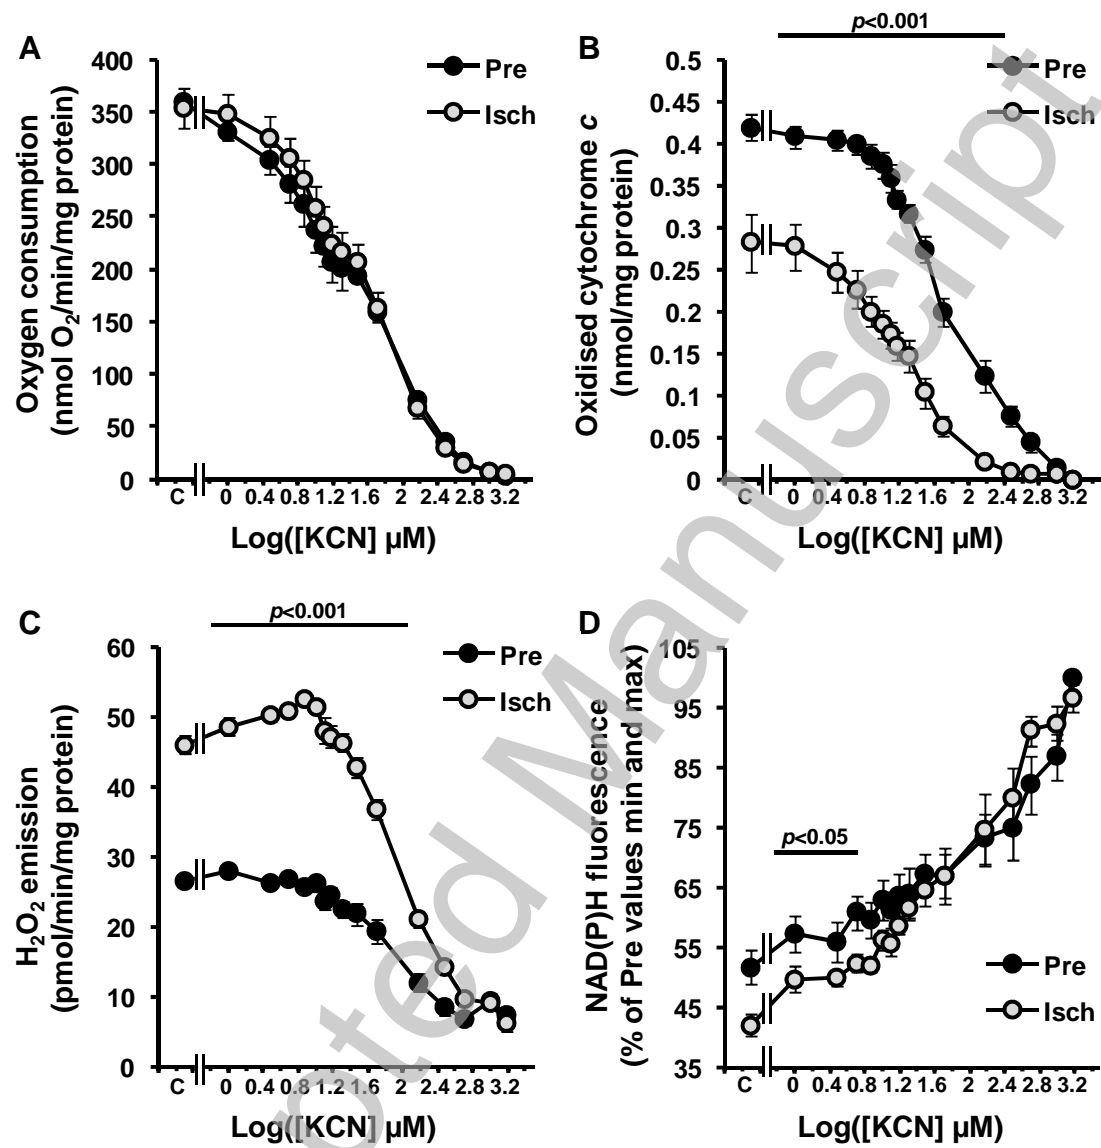 A
Oxygen consumption
(nmol O₂/min/mg protein)
400
350
300
250
200
150
100
50
0
C 0 0.4 0.8 1.2 1.6 2 2.4 2.8 3.2
Log([KCN] µM)
Pre
Isch
B
p<0.001
Oxidised cytochrome c
(nmol/mg protein)
0.5
0.45
0.4
0.35
0.3
0.25
0.2
0.15
0.1
0.05
0
C 0 0.4 0.8 1.2 1.6 2 2.4 2.8 3.2
Log([KCN] µM)
Pre
Isch
C
p<0.001
H₂O₂ emission
(pmol/min/mg protein)
60
50
40
30
20
10
0
C 0 0.4 0.8 1.2 1.6 2 2.4 2.8 3.2
Log([KCN] µM)
Pre
Isch
D
p<0.05
NAD(P)H fluorescence
(% of Pre values min and max)
105
95
85
75
65
55
45
35
C 0 0.4 0.8 1.2 1.6 2 2.4 2.8 3.2
Log([KCN] µM)
Pre
Isch
pted Manuscript